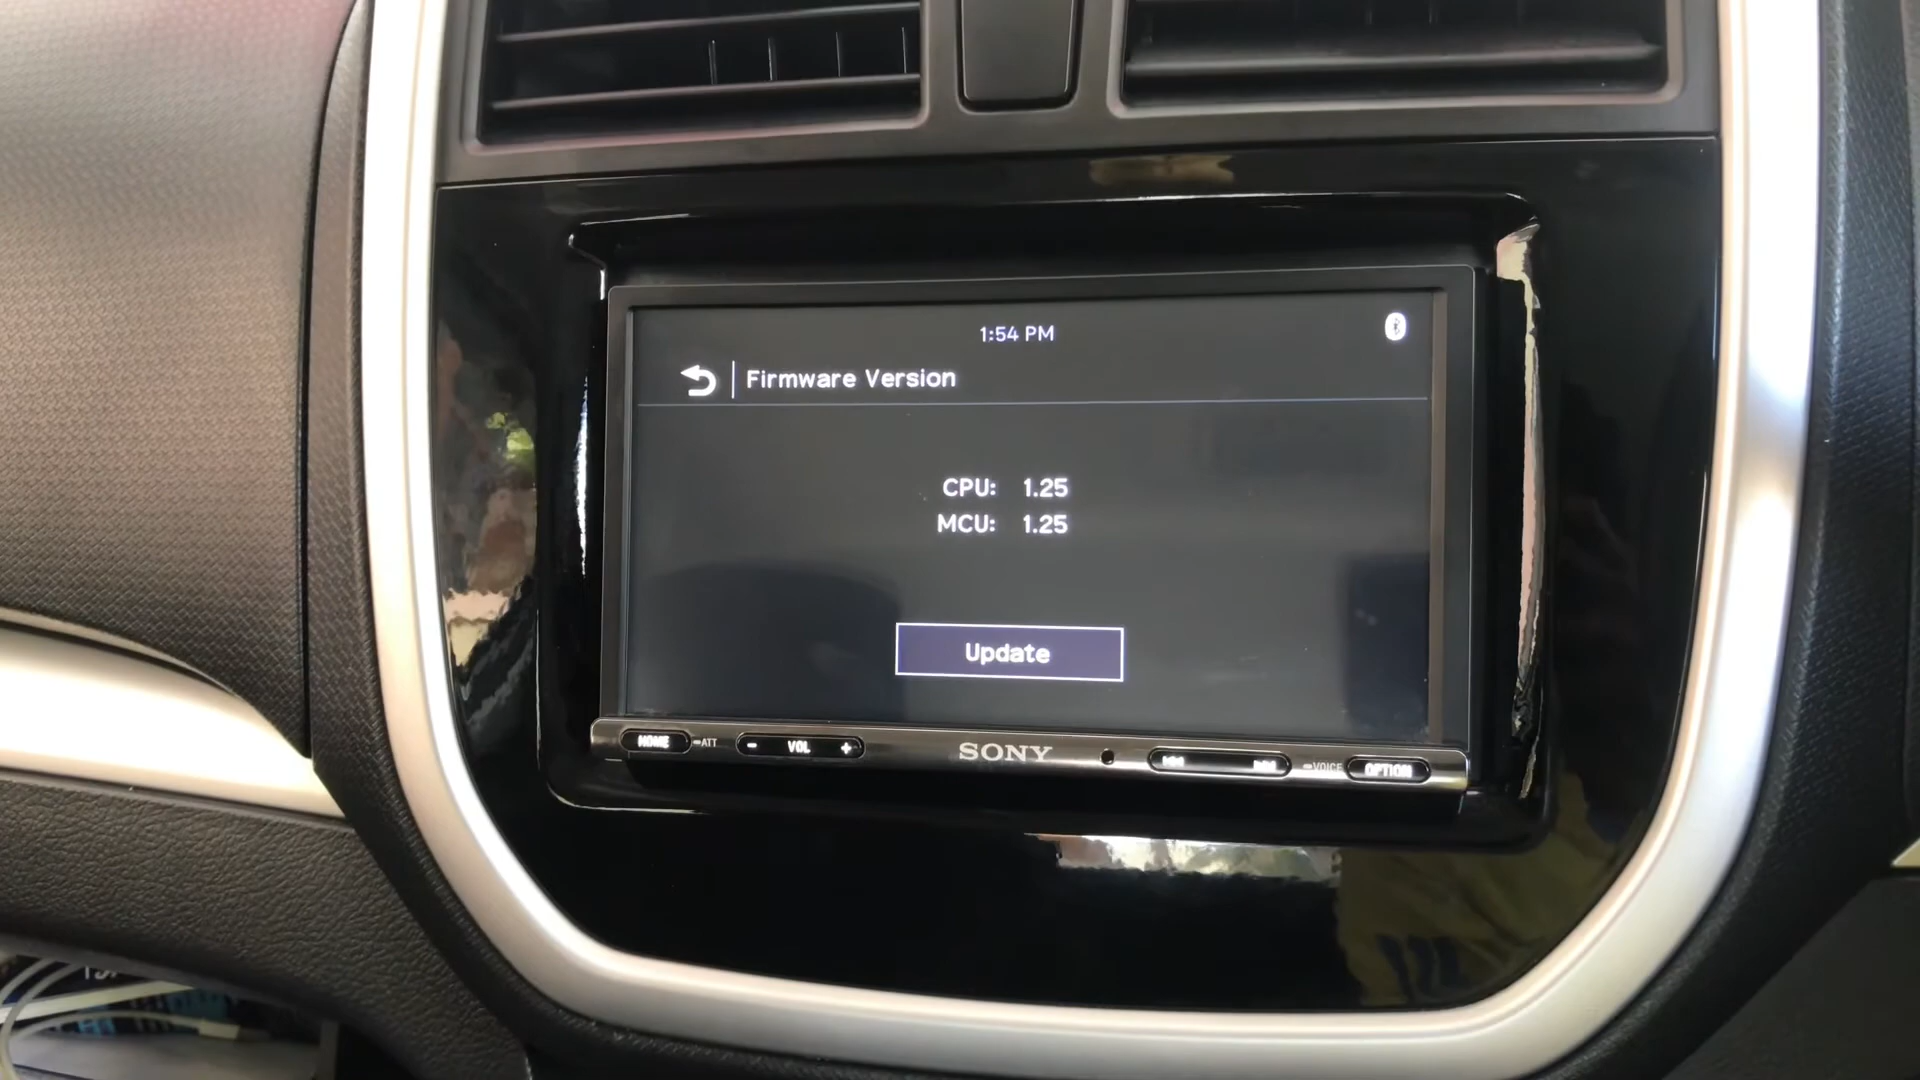 1:54 PM
Firmware Version
CPU: 1.25
MCU: 1.25
Update
HOME ATT - VOL + SONY VOICE OPTION